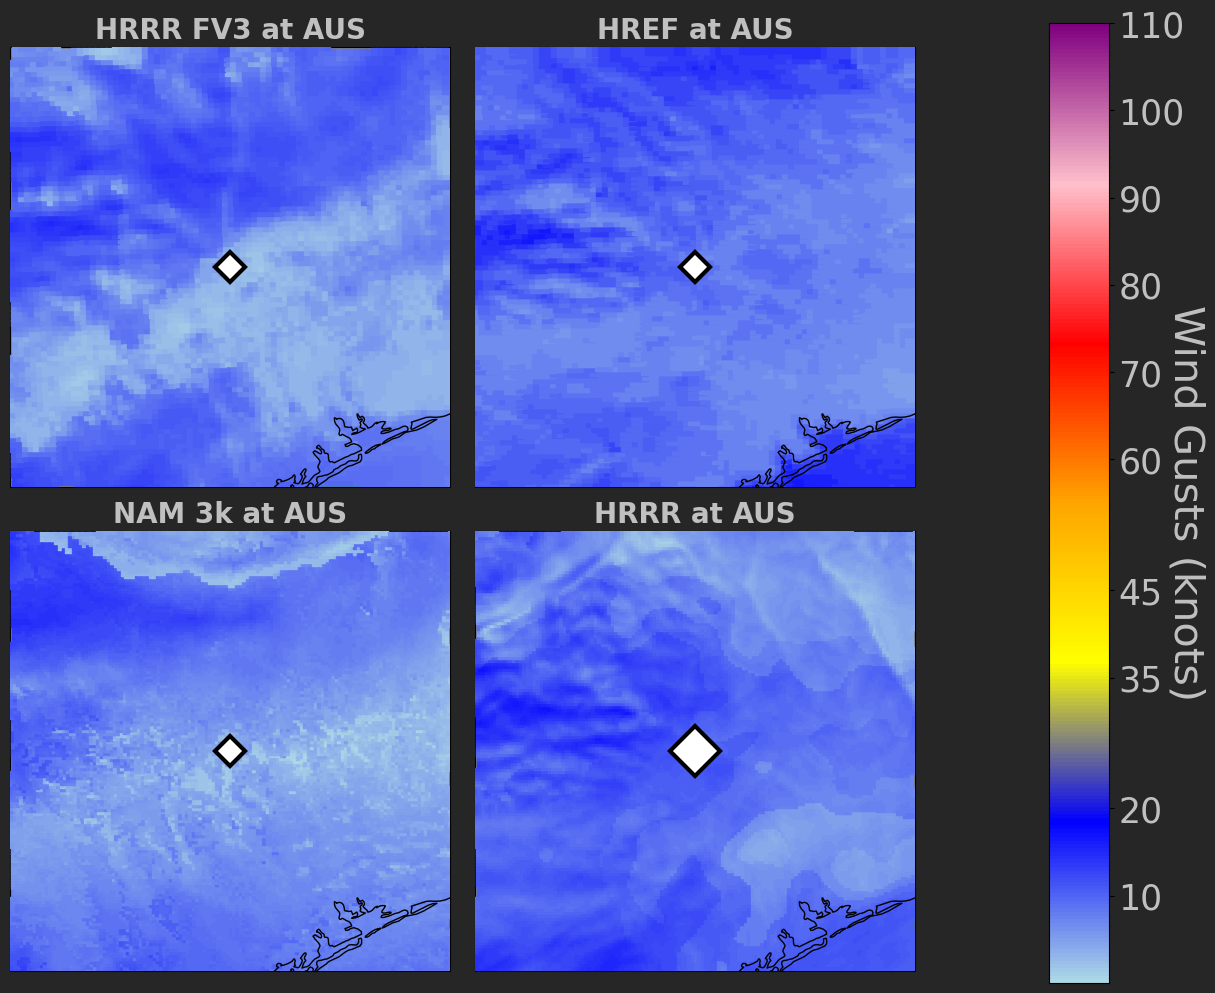 HRRR FV3 at AUS
HREF at AUS
NAM 3k at AUS
HRRR at AUS
110
100
90
80
70
60
45
35
20
10
Wind Gusts (knots)